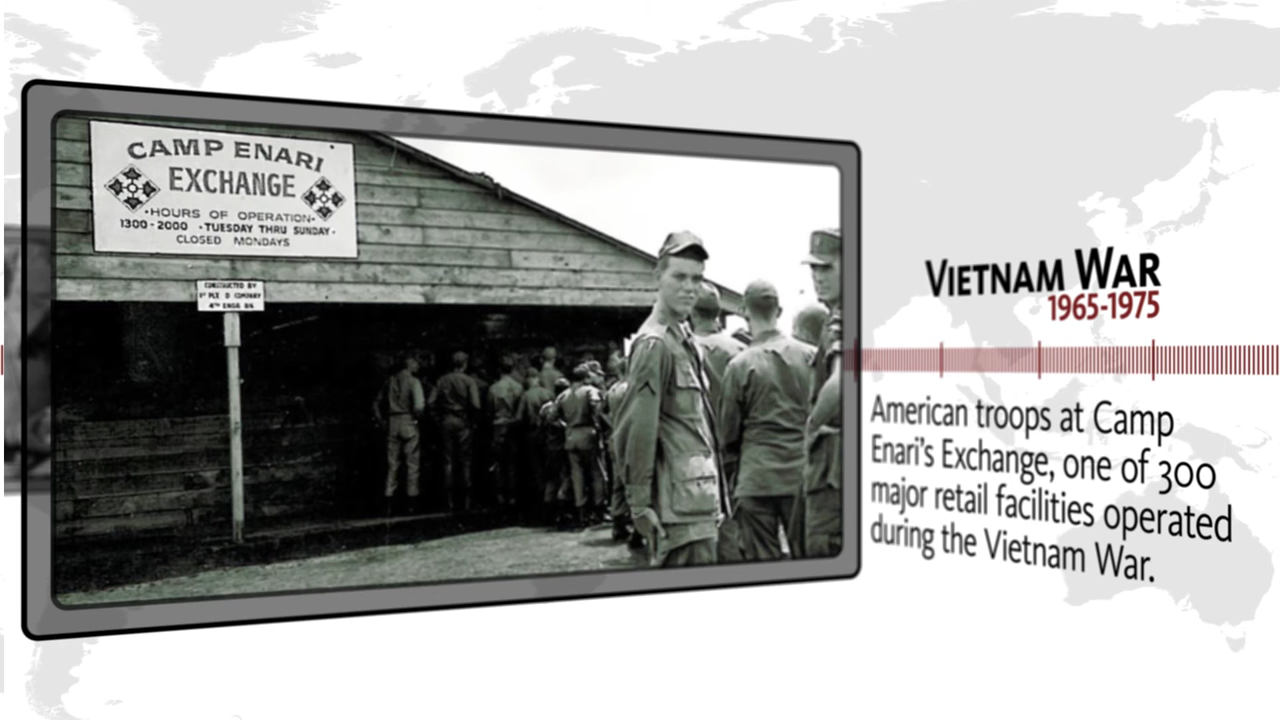 CAMP ENARI
EXCHANGE
•HOURS OF OPERATION•
1300-2000 •TUESDAY THRU SUNDAY•
CLOSED MONDAYS
CONSTRUCTED BY
1ST PLT. D COMPANY
4TH ENGR BN
VIETNAM WAR
1965-1975
American troops at Camp
Enari's Exchange, one of 300
major retail facilities operated
during the Vietnam War.